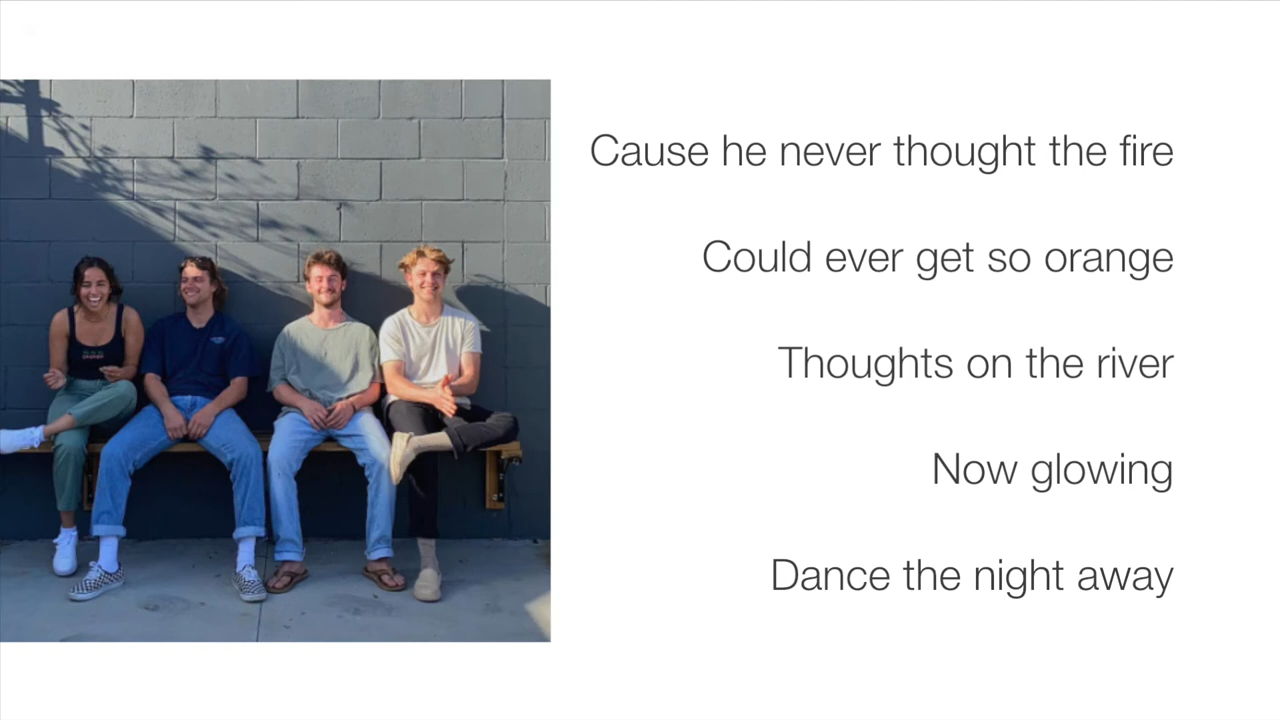 Cause he never thought the fire
Could ever get so orange
Thoughts on the river
Now glowing
Dance the night away